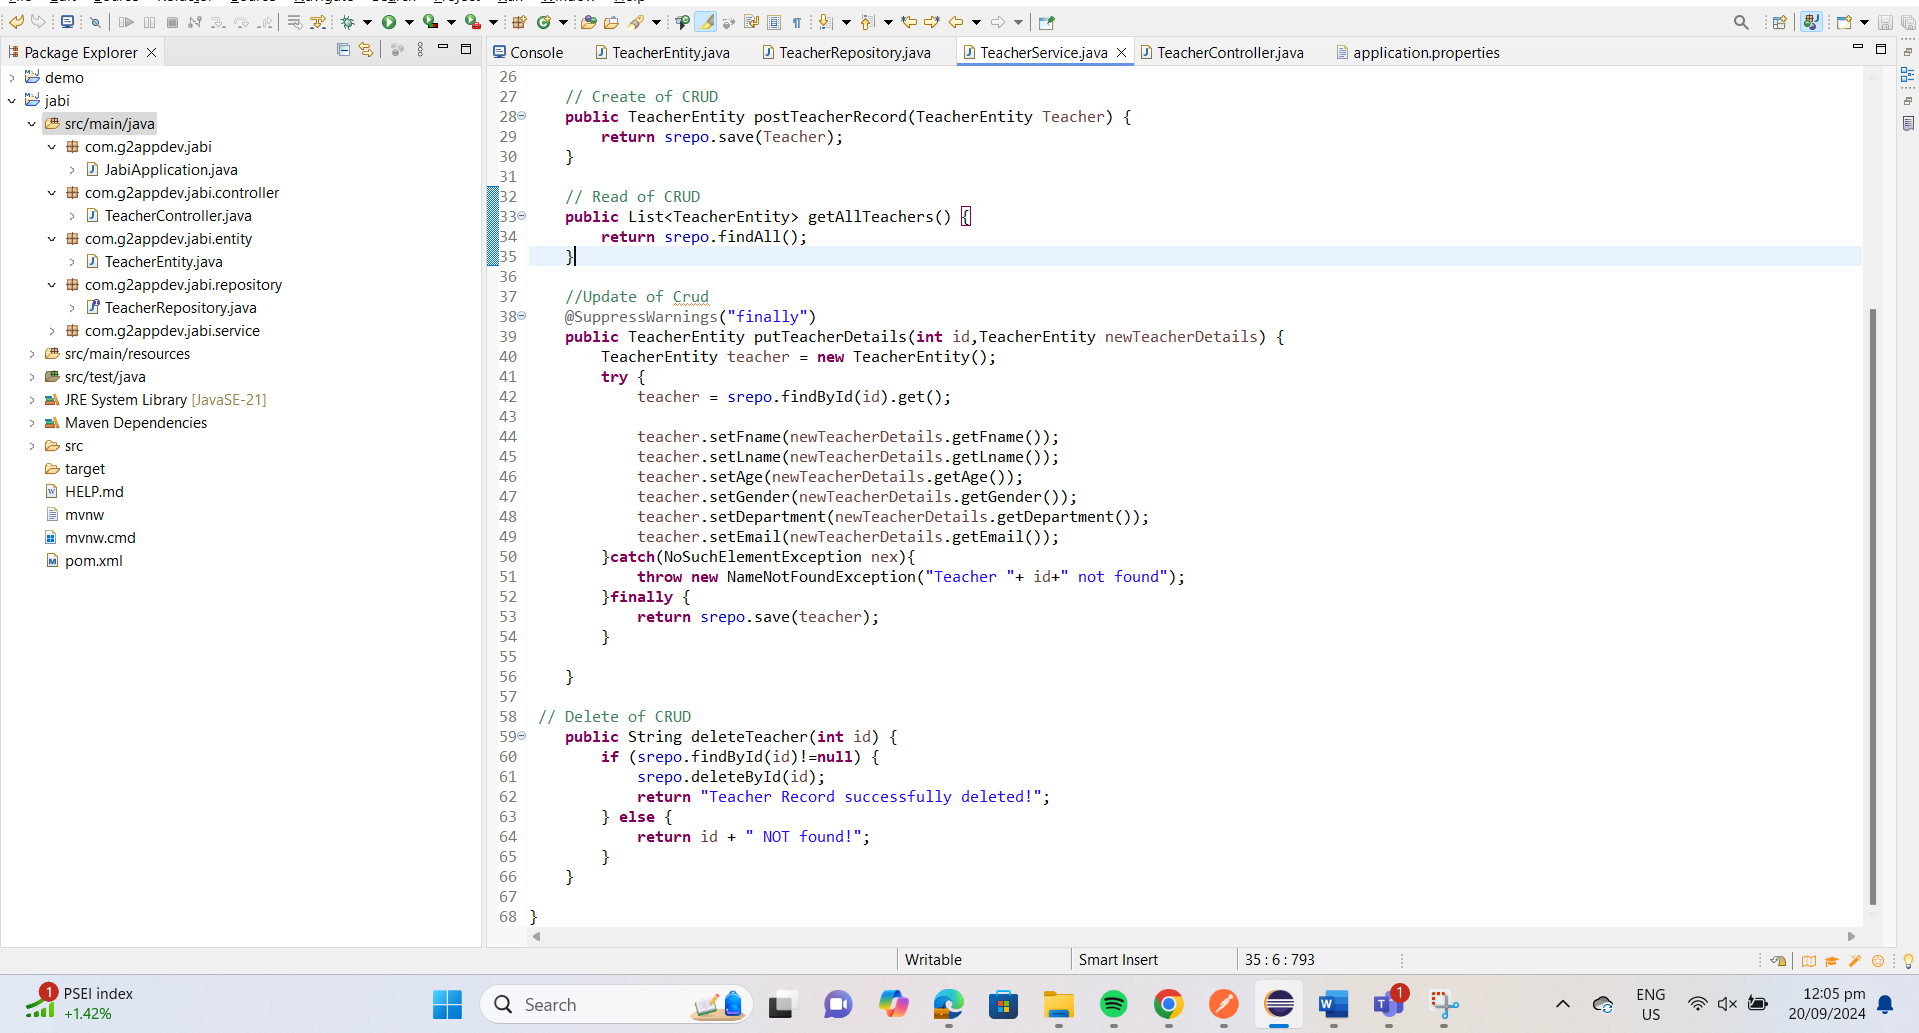 Package Explorer
demo
jabi
src/main/java
com.g2appdev.jabi
JabiApplication.java
com.g2appdev.jabi.controller
TeacherController.java
com.g2appdev.jabi.entity
TeacherEntity.java
com.g2appdev.jabi.repository
TeacherRepository.java
com.g2appdev.jabi.service
src/main/resources
src/test/java
JRE System Library [JavaSE-21]
Maven Dependencies
src
target
HELP.md
mvnw
mvnw.cmd
pom.xml
Console TeacherEntity.java TeacherRepository.java TeacherService.java TeacherController.java application.properties
26
27 // Create of CRUD
28 public TeacherEntity postTeacherRecord(TeacherEntity Teacher) {
29 return srepo.save(Teacher);
30 }
31
32 // Read of CRUD
33 public List<TeacherEntity> getAllTeachers() {
34 return srepo.findAll();
35 }
36
37 //Update of Crud
38 @SuppressWarnings("finally")
39 public TeacherEntity putTeacherDetails(int id,TeacherEntity newTeacherDetails) {
40 TeacherEntity teacher = new TeacherEntity();
41 try {
42 teacher = srepo.findById(id).get();
43
44 teacher.setFname(newTeacherDetails.getFname());
45 teacher.setLname(newTeacherDetails.getLname());
46 teacher.setAge(newTeacherDetails.getAge());
47 teacher.setGender(newTeacherDetails.getGender());
48 teacher.setDepartment(newTeacherDetails.getDepartment());
49 teacher.setEmail(newTeacherDetails.getEmail());
50 }catch(NoSuchElementException nex){
51 throw new NameNotFoundException("Teacher "+ id+" not found");
52 }finally {
53 return srepo.save(teacher);
54 }
55
56 }
57
58 // Delete of CRUD
59 public String deleteTeacher(int id) {
60 if (srepo.findById(id)!=null) {
61 srepo.deleteById(id);
62 return "Teacher Record successfully deleted!";
63 } else {
64 return id + " NOT found!";
65 }
66 }
67
68 }
Writable Smart Insert 35 : 6 : 793
1
PSEI index
+1.42%
Search
1
ENG
US
12:05 pm
20/09/2024